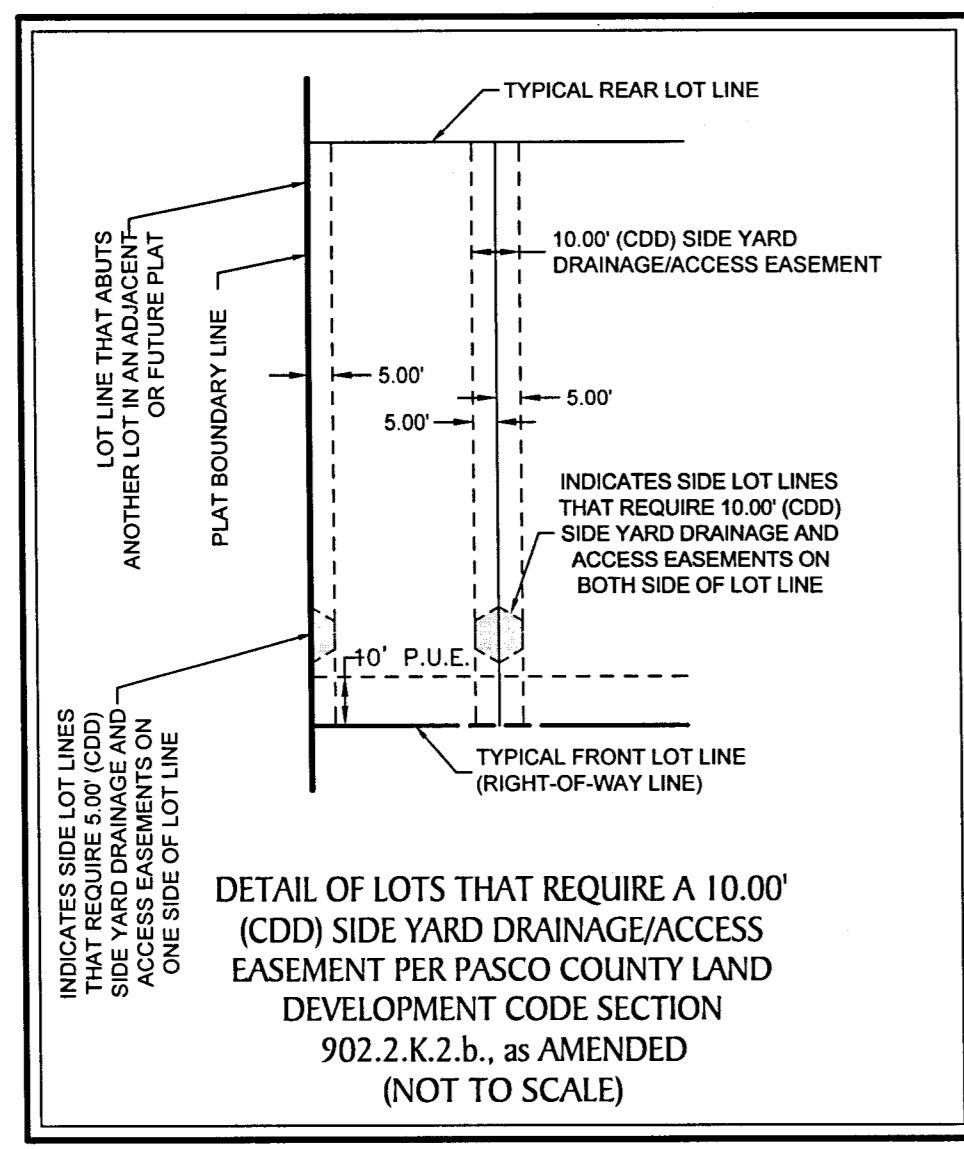 TYPICAL REAR LOT LINE
LOT LINE THAT ABUTS
ANOTHER LOT IN AN ADJACENT
OR FUTURE PLAT
PLAT BOUNDARY LINE
10.00' (CDD) SIDE YARD
DRAINAGE/ACCESS EASEMENT
5.00'
5.00'
5.00'
INDICATES SIDE LOT LINES
THAT REQUIRE 10.00' (CDD)
SIDE YARD DRAINAGE AND
ACCESS EASEMENTS ON
BOTH SIDE OF LOT LINE
10' P.U.E.
INDICATES SIDE LOT LINES
THAT REQUIRE 5.00' (CDD)
SIDE YARD DRAINAGE AND
ACCESS EASEMENTS ON
ONE SIDE OF LOT LINE
TYPICAL FRONT LOT LINE
(RIGHT-OF-WAY LINE)
DETAIL OF LOTS THAT REQUIRE A 10.00'
(CDD) SIDE YARD DRAINAGE/ACCESS
EASEMENT PER PASCO COUNTY LAND
DEVELOPMENT CODE SECTION
902.2.K.2.b., as AMENDED
(NOT TO SCALE)